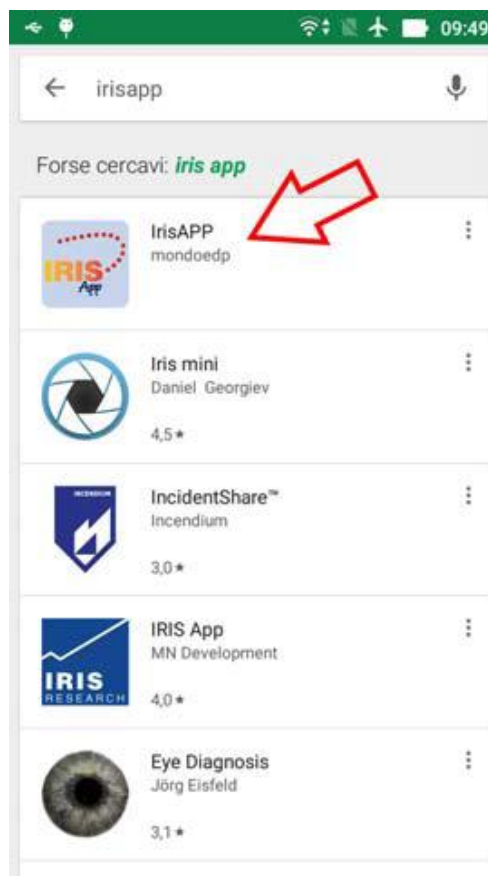 09:49
irisapp
Forse cercavi: iris app
IRIS
App
IrisAPP
mondoedp
Iris mini
Daniel Georgiev
4,5★
INCENDIUM
IncidentShare™
Incendium
3,0★
IRIS
RESEARCH
IRIS App
MN Development
4,0★
Eye Diagnosis
Jörg Eisfeld
3,1★